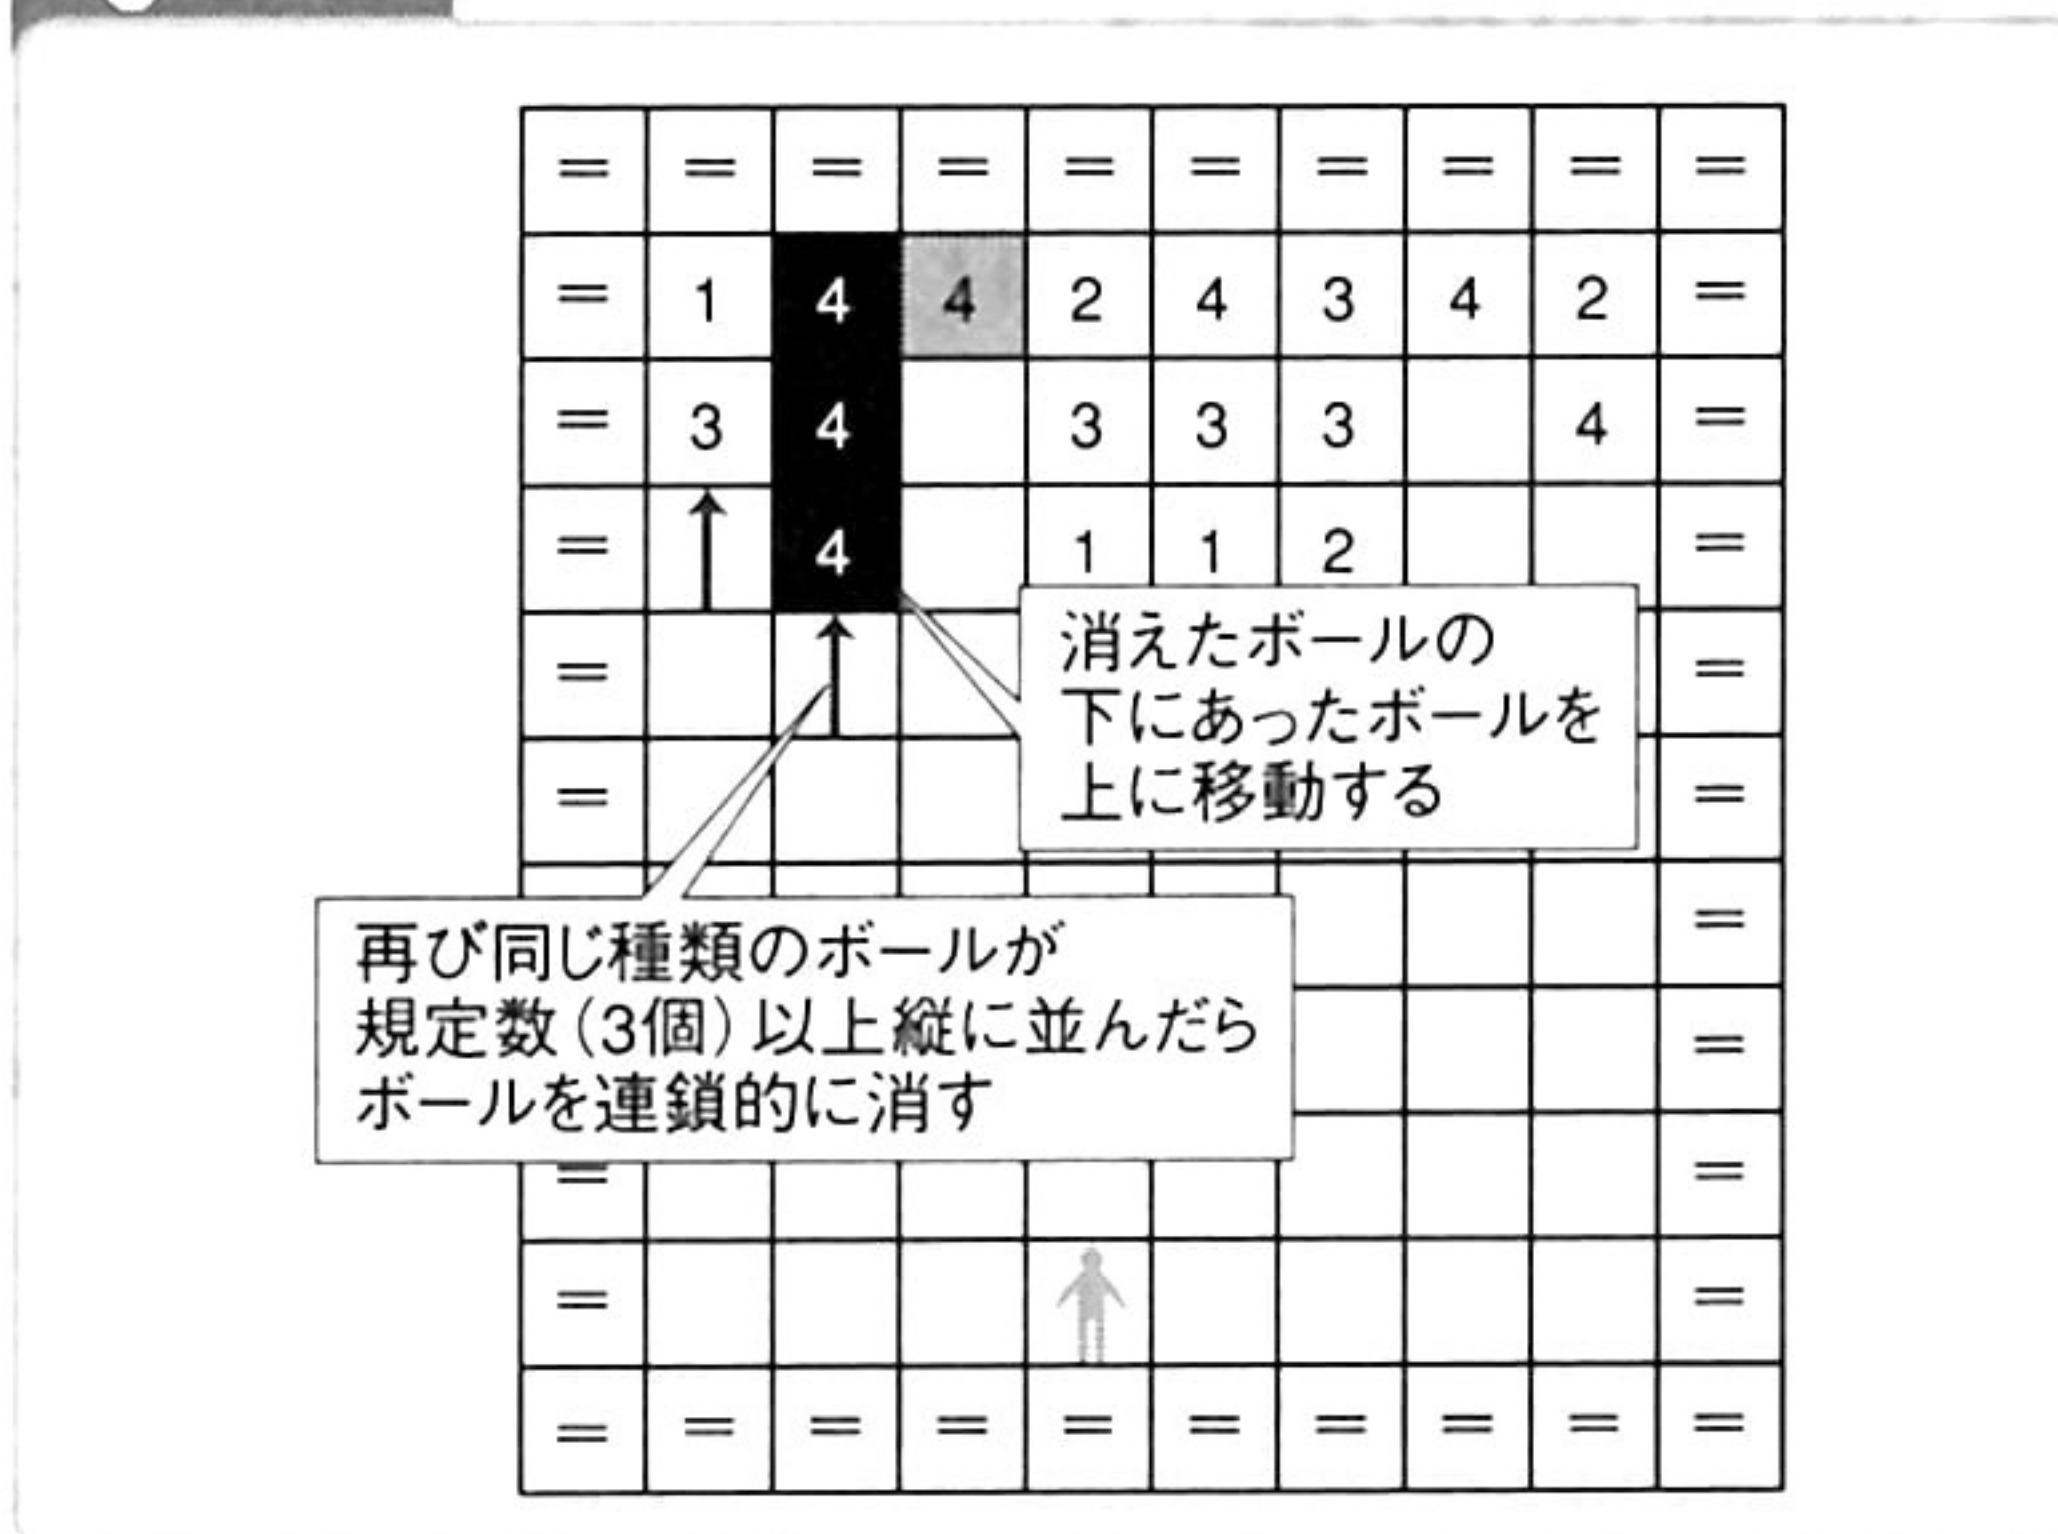 = = = = = = = = = =
= 1 4 4 2 4 3 4 2 =
= 3 4 3 3 3 4 =
= 4 1 1 2 =
= =
= =
=
=
= =
= =
= = = = = = = = = =
消えたボールの
下にあったボールを
上に移動する
再び同じ種類のボールが
規定数(3個)以上縦に並んだら
ボールを連鎖的に消す